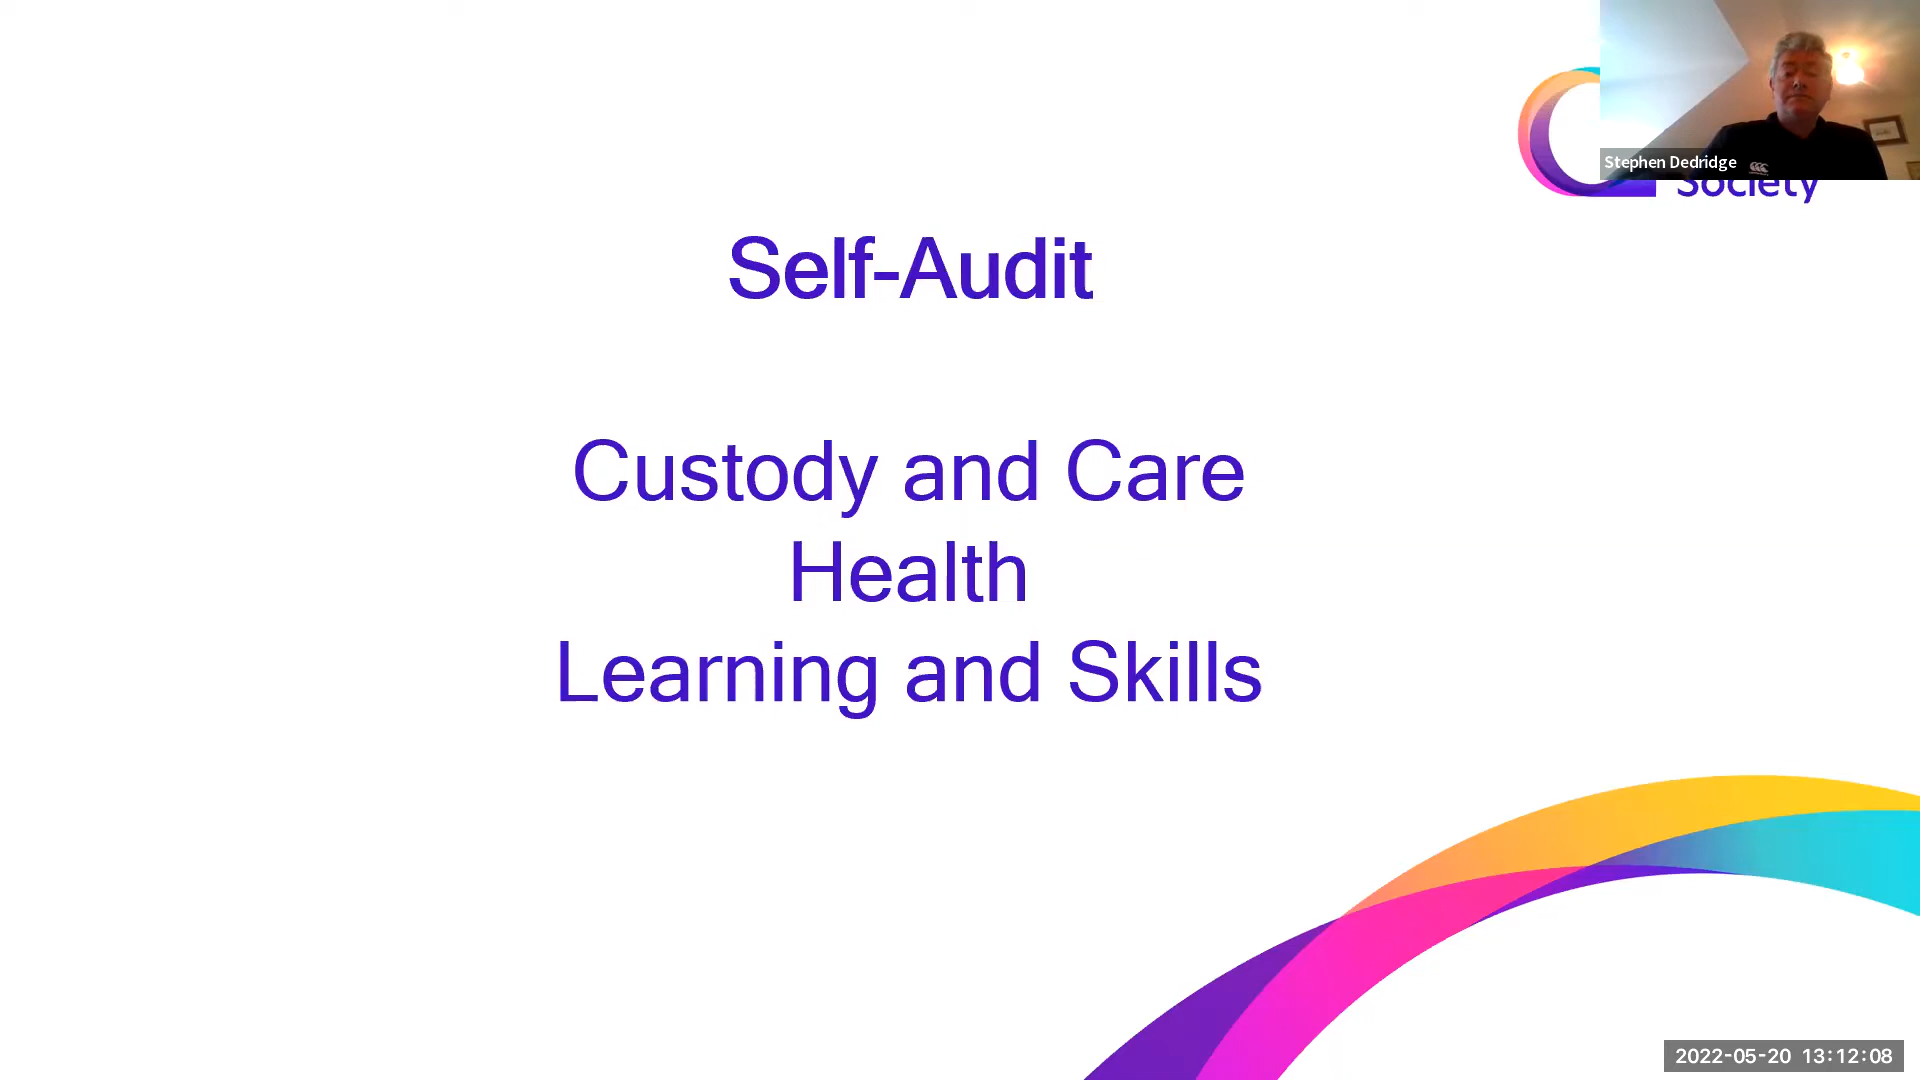 Stephen Dedridge
Society
Self-Audit
Custody and Care
Health
Learning and Skills
2022-05-20 13:12:08